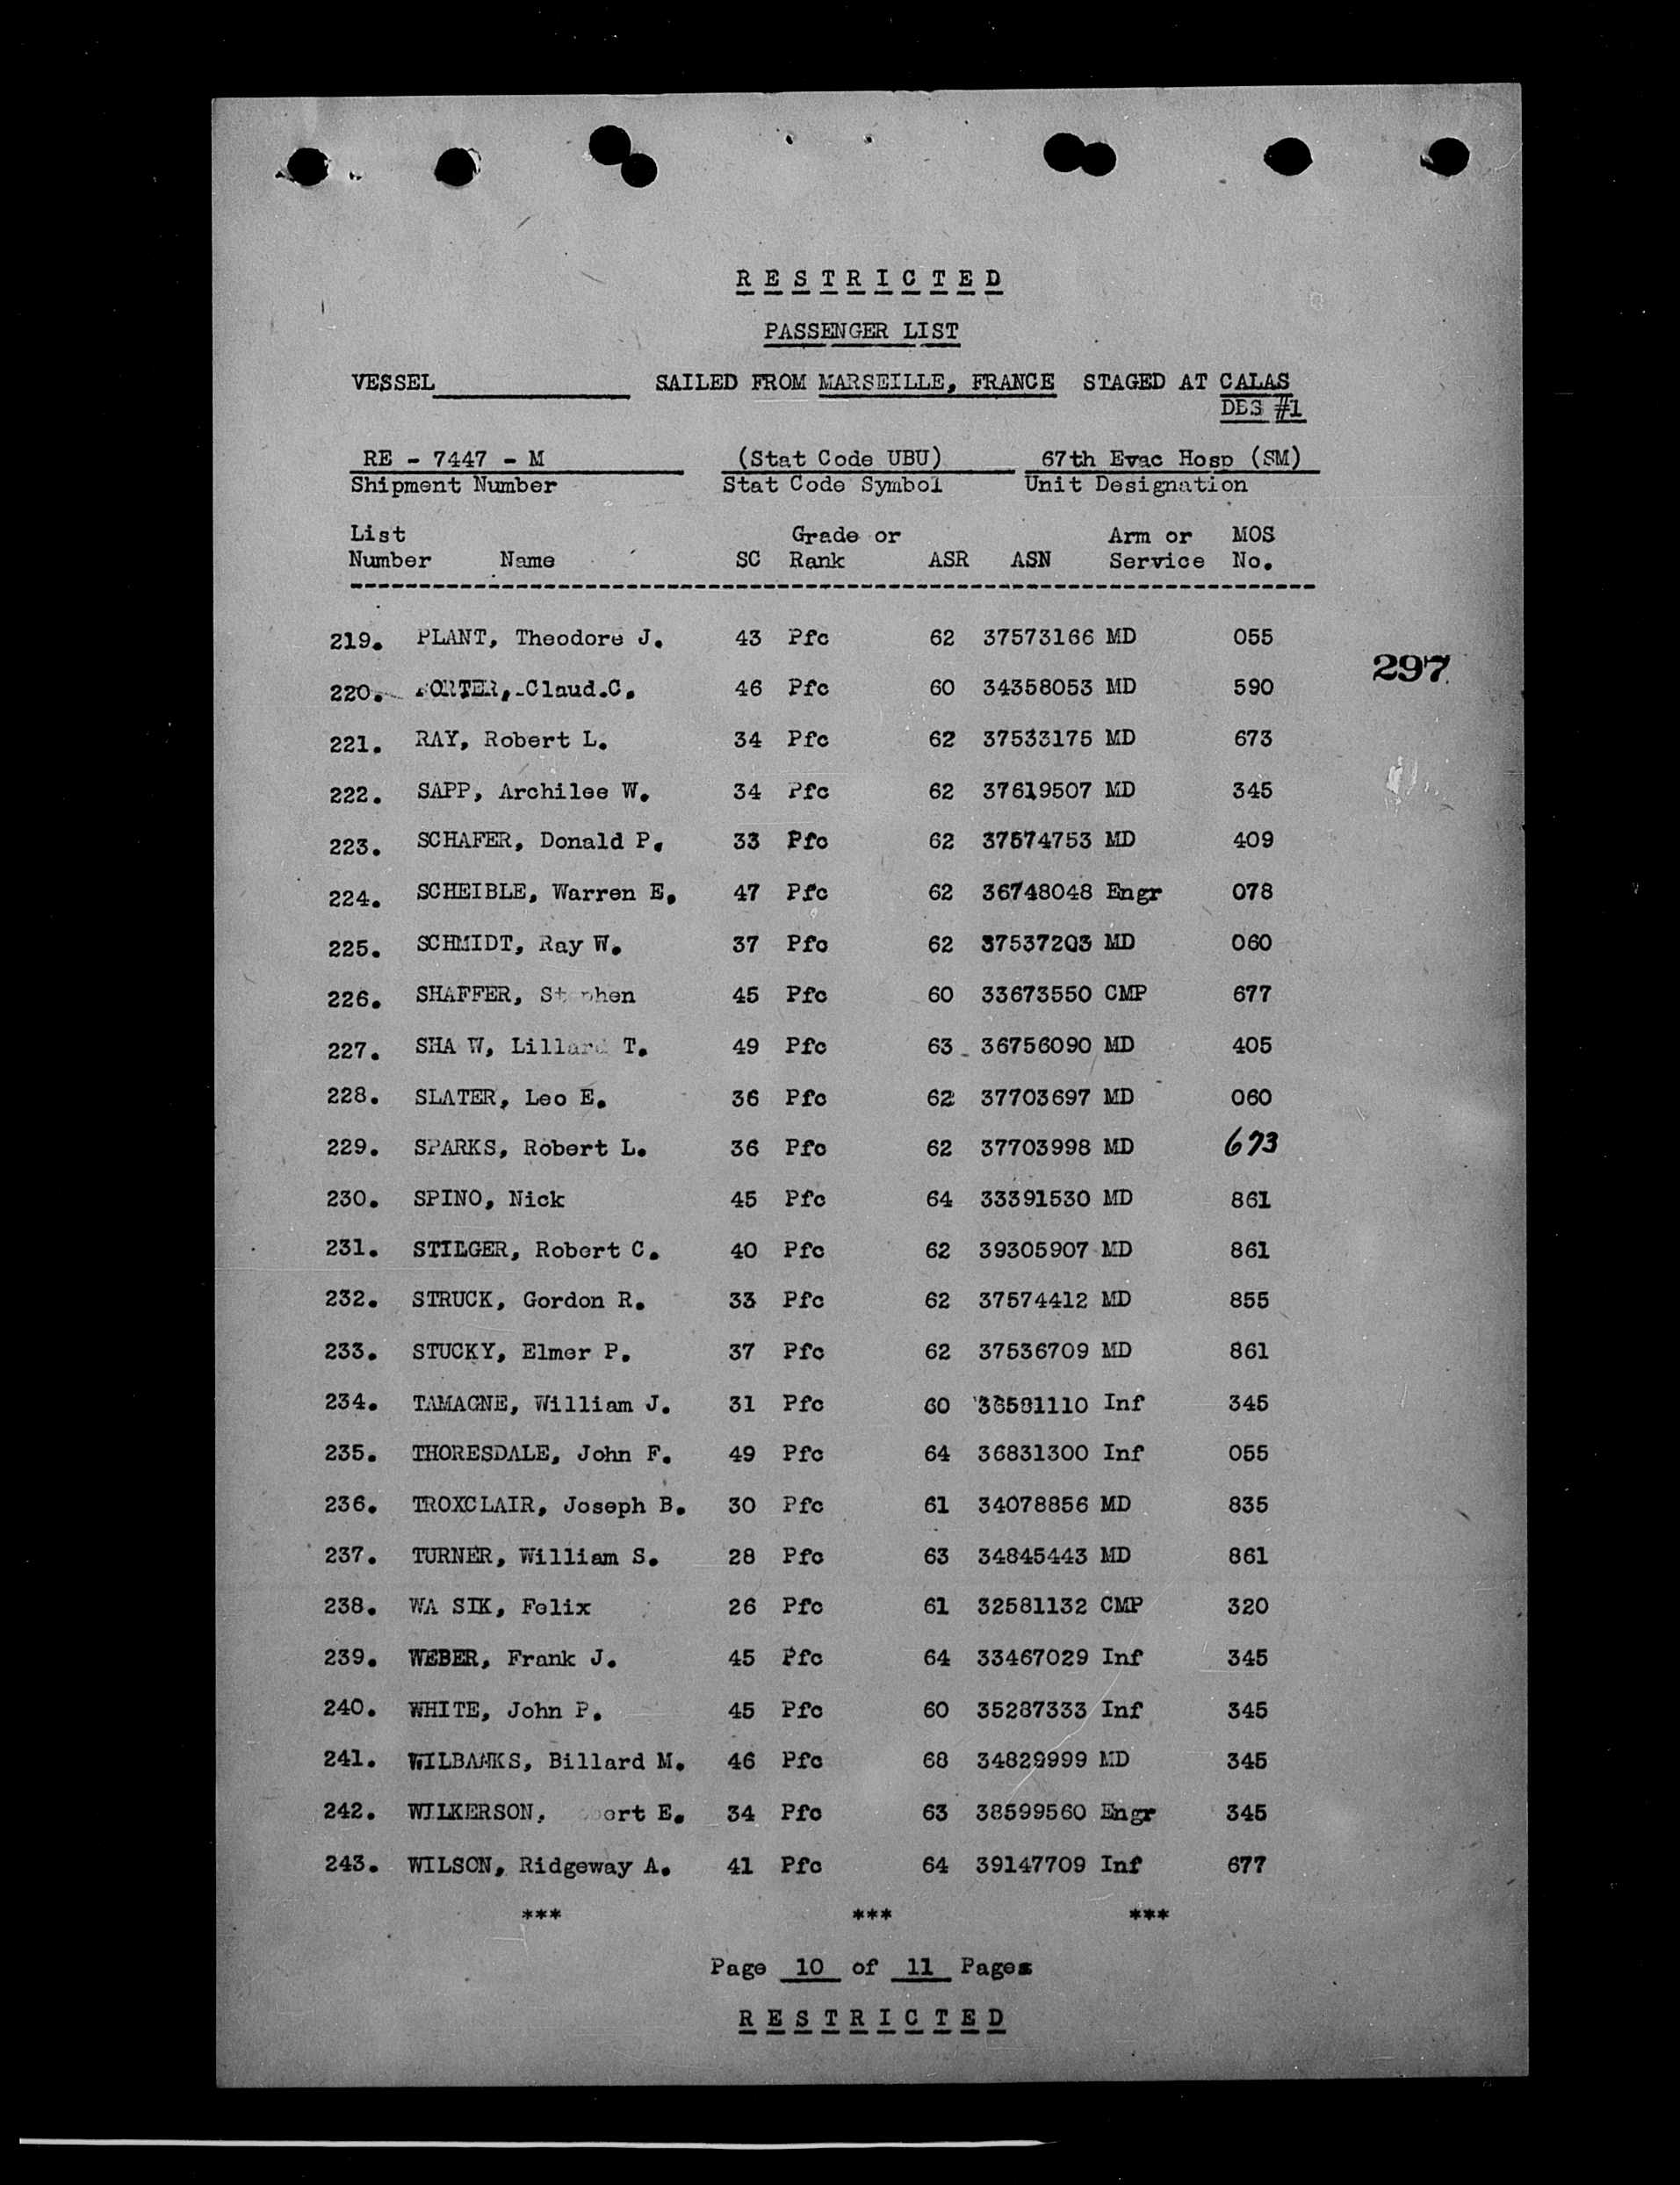 RESTRICTED
PASSENGER LIST
VESSEL SAILED FROM MARSEILLE, FRANCE STAGED AT CALAS
DBS #1
RE - 7447 - M (Stat Code UBU) 67th Evac Hosp (SM)
Shipment Number Stat Code Symbol Unit Designation
List Grade or Arm or MOS
Number Name SC Rank ASR ASN Service No.
219. PLANT, Theodore J. 43 Pfc 62 37573166 MD 055
297
220. PORTER, Claud.C. 46 Pfc 60 34358053 MD 590
221. RAY, Robert L. 34 Pfc 62 37533175 MD 673
222. SAPP, Archilee W. 34 Pfc 62 37619507 MD 345
223. SCHAFER, Donald P. 33 Pfc 62 37574753 MD 409
224. SCHEIBLE, Warren E. 47 Pfc 62 36748048 Engr 078
225. SCHMIDT, Ray W. 37 Pfc 62 37537203 MD 060
226. SHAFFER, Stephen 45 Pfc 60 33673550 CMP 677
227. SHA W, Lillard T. 49 Pfc 63 36756090 MD 405
228. SLATER, Leo E. 36 Pfc 62 37703697 MD 060
229. SPARKS, Robert L. 36 Pfc 62 37703998 MD 673
230. SPINO, Nick 45 Pfc 64 33391530 MD 861
231. STILGER, Robert C. 40 Pfc 62 39305907 MD 861
232. STRUCK, Gordon R. 33 Pfc 62 37574412 MD 855
233. STUCKY, Elmer P. 37 Pfc 62 37536709 MD 861
234. TAMAGNE, William J. 31 Pfc 60 Inf 345
235. THORESDALE, John F. 49 Pfc 64 36831300 Inf 055
236. TROXCLAIR, Joseph B. 30 Pfc 61 34078856 MD 835
237. TURNER, William S. 28 Pfc 63 34845443 MD 861
238. WA SIK, Felix 26 Pfc 61 32581132 CMP 320
239. WEBER, Frank J. 45 Pfc 64 33467029 Inf 345
240. WHITE, John P. 45 Pfc 60 35287333 Inf 345
241. WILBANKS, Billard M. 46 Pfc 68 34829999 MD 345
242. WILKERSON, E. 34 Pfc 63 38599560 Engr 345
243. WILSON, Ridgeway A. 41 Pfc 64 39147709 Inf 677
*** *** ***
Page 10 of 11 Pages
RESTRICTED